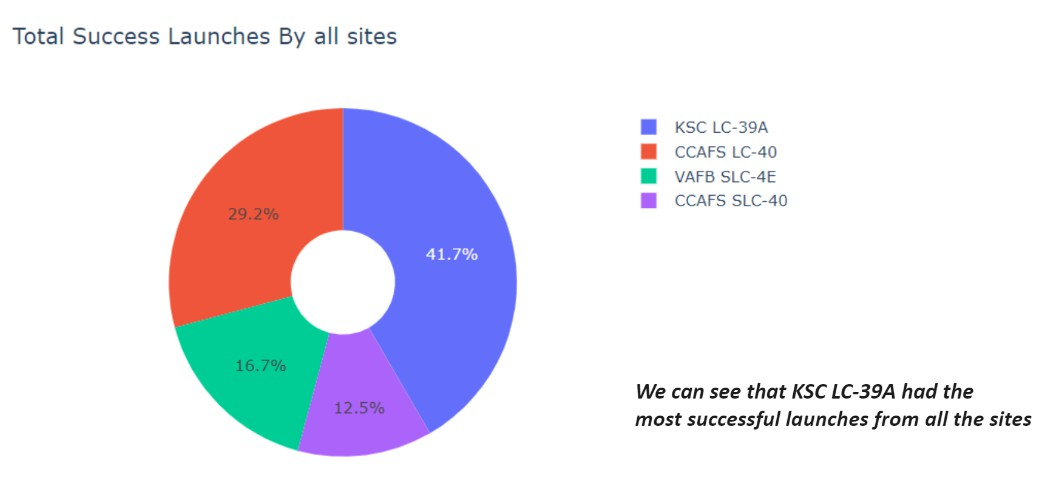 Total Success Launches By all sites
KSC LC-39A
CCAFS LC-40
VAFB SLC-4E
CCAFS SLC-40
29.2%
41.7%
16.7%
12.5%
We can see that KSC LC-39A had the
most successful launches from all the sites